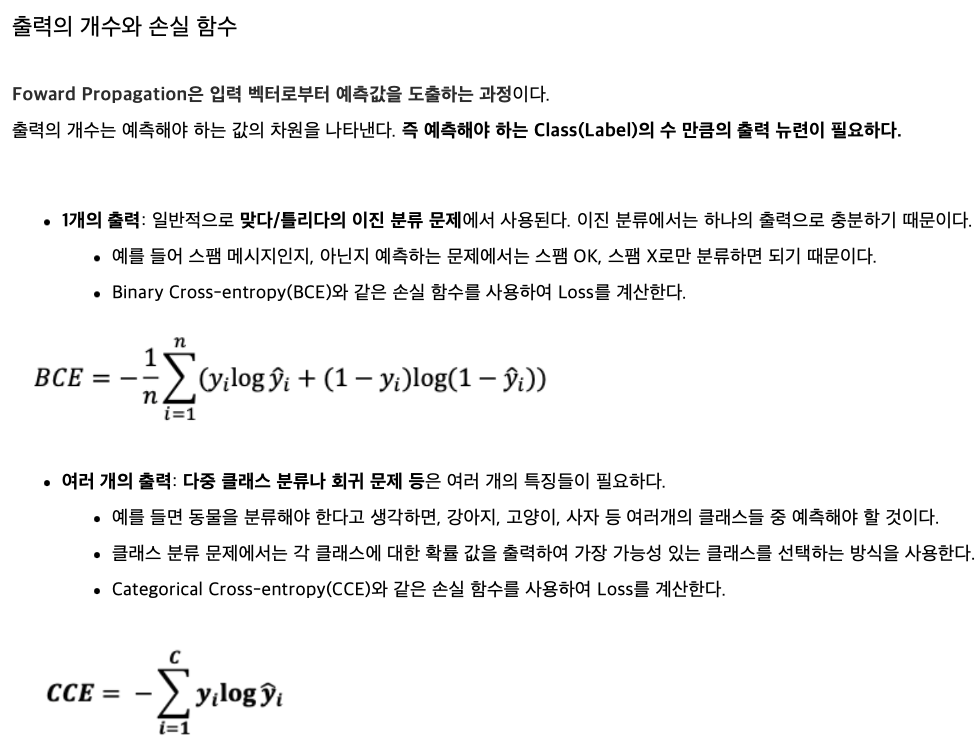 출력의 개수와 손실 함수
Foward Propagation은 입력 벡터로부터 예측값을 도출하는 과정이다.
출력의 개수는 예측해야 하는 값의 차원을 나타낸다. 즉 예측해야 하는 Class(Label)의 수 만큼의 출력 뉴련이 필요하다.
• 1개의 출력: 일반적으로 맞다/틀리다의 이진 분류 문제에서 사용된다. 이진 분류에서는 하나의 출력으로 충분하기 때문이다.
• 예를 들어 스팸 메시지인지, 아닌지 예측하는 문제에서는 스팸 OK, 스팸 X로만 분류하면 되기 때문이다.
• Binary Cross-entropy(BCE)와 같은 손실 함수를 사용하여 Loss를 계산한다.
BCE = −1/n ∑_{i=1}^{n} (y_i log ŷ_i + (1 − y_i)log(1 − ŷ_i))
• 여러 개의 출력: 다중 클래스 분류나 회귀 문제 등은 여러 개의 특징들이 필요하다.
• 예를 들면 동물을 분류해야 한다고 생각하면, 강아지, 고양이, 사자 등 여러개의 클래스들 중 예측해야 할 것이다.
• 클래스 분류 문제에서는 각 클래스에 대한 확률 값을 출력하여 가장 가능성 있는 클래스를 선택하는 방식을 사용한다.
• Categorical Cross-entropy(CCE)와 같은 손실 함수를 사용하여 Loss를 계산한다.
CCE = − ∑_{i=1}^{C} y_i log ŷ_i